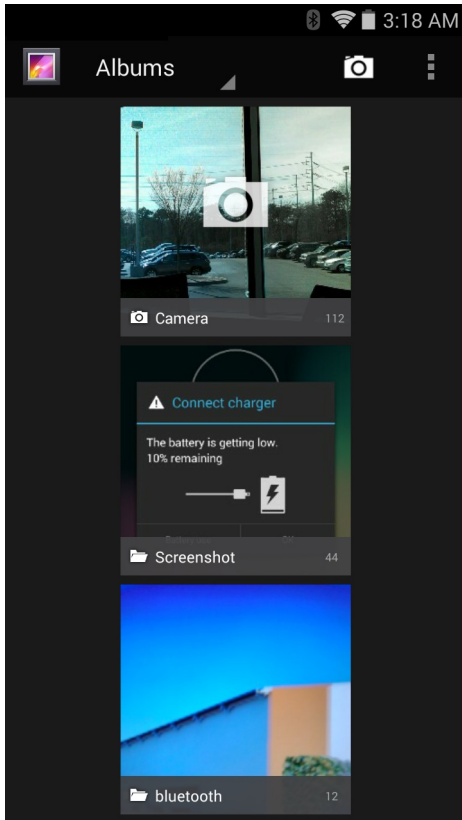 3:18 AM
Albums
Camera 112
Connect charger
The battery is getting low.
10% remaining
Screenshot 44
bluetooth 12